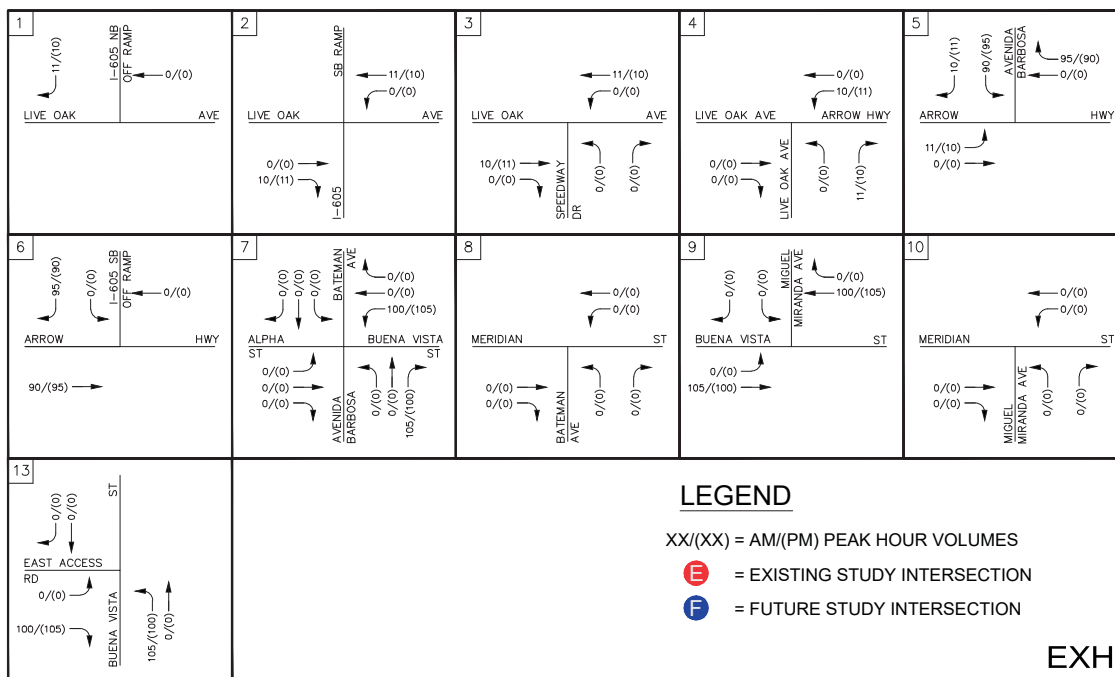 1
I-605 NB
OFF RAMP
11/(10)
0/(0)
LIVE OAK
AVE
2
SB RAMP
11/(10)
0/(0)
LIVE OAK
AVE
0/(0)
10/(11)
I-605
3
11/(10)
0/(0)
LIVE OAK
AVE
10/(11)
0/(0)
SPEEDWAY
DR
0/(0)
0/(0)
4
0/(0)
10/(11)
LIVE OAK AVE
ARROW HWY
0/(0)
0/(0)
LIVE OAK AVE
0/(0)
11/(10)
5
10/(11)
90/(95)
AVENIDA
BARBOSA
95/(90)
0/(0)
ARROW
HWY
11/(10)
0/(0)
6
95/(90)
0/(0)
I-605 SB
OFF RAMP
0/(0)
ARROW
HWY
90/(95)
7
0/(0)
0/(0)
0/(0)
BATEMAN
AVE
0/(0)
0/(0)
100/(105)
ALPHA
ST
BUENA VISTA
ST
0/(0)
0/(0)
0/(0)
AVENIDA
BARBOSA
0/(0)
0/(0)
105/(100)
8
0/(0)
0/(0)
MERIDIAN
ST
0/(0)
0/(0)
BATEMAN
AVE
0/(0)
0/(0)
9
0/(0)
0/(0)
MIGUEL
MIRANDA AVE
0/(0)
100/(105)
BUENA VISTA
ST
0/(0)
105/(100)
10
0/(0)
0/(0)
MERIDIAN
ST
0/(0)
0/(0)
MIGUEL
MIRANDA AVE
0/(0)
0/(0)
13
0/(0)
0/(0)
ST
EAST ACCESS
RD
0/(0)
100/(105)
BUENA VISTA
105/(100)
0/(0)
LEGEND
XX/(XX) = AM/(PM) PEAK HOUR VOLUMES
E = EXISTING STUDY INTERSECTION
F = FUTURE STUDY INTERSECTION
EXH